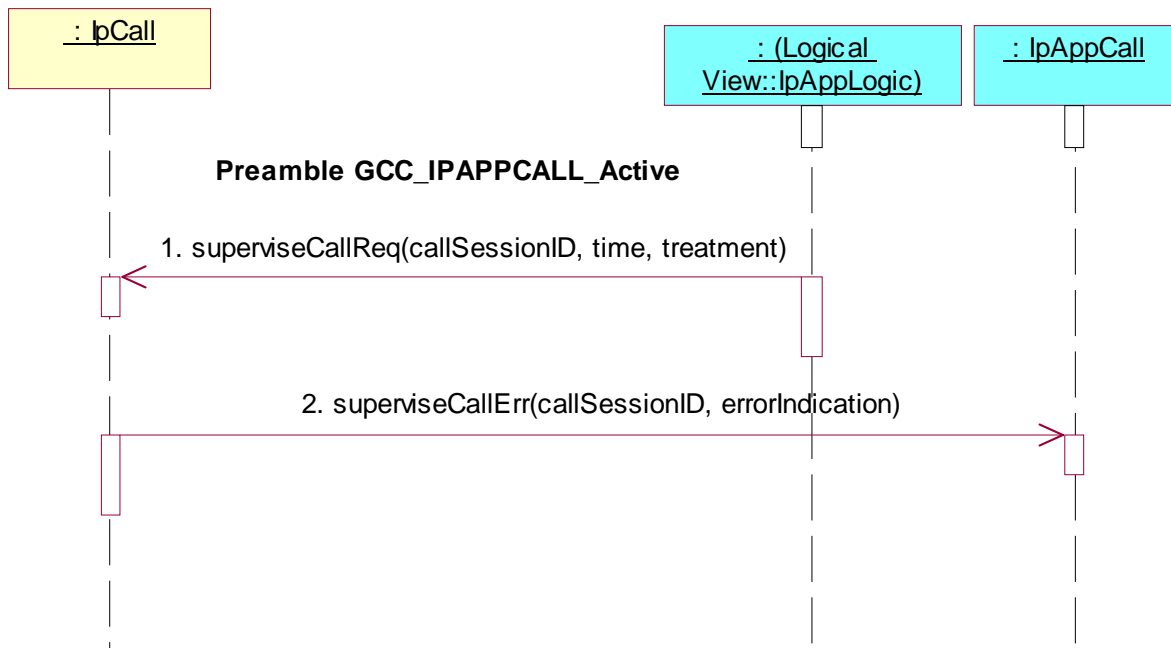 : IpCall
: (Logical
View::IpAppLogic)
: IpAppCall
Preamble GCC_IPAPPCALL_Active
1. superviseCallReq(callSessionID, time, treatment)
2. superviseCallErr(callSessionID, errorIndication)